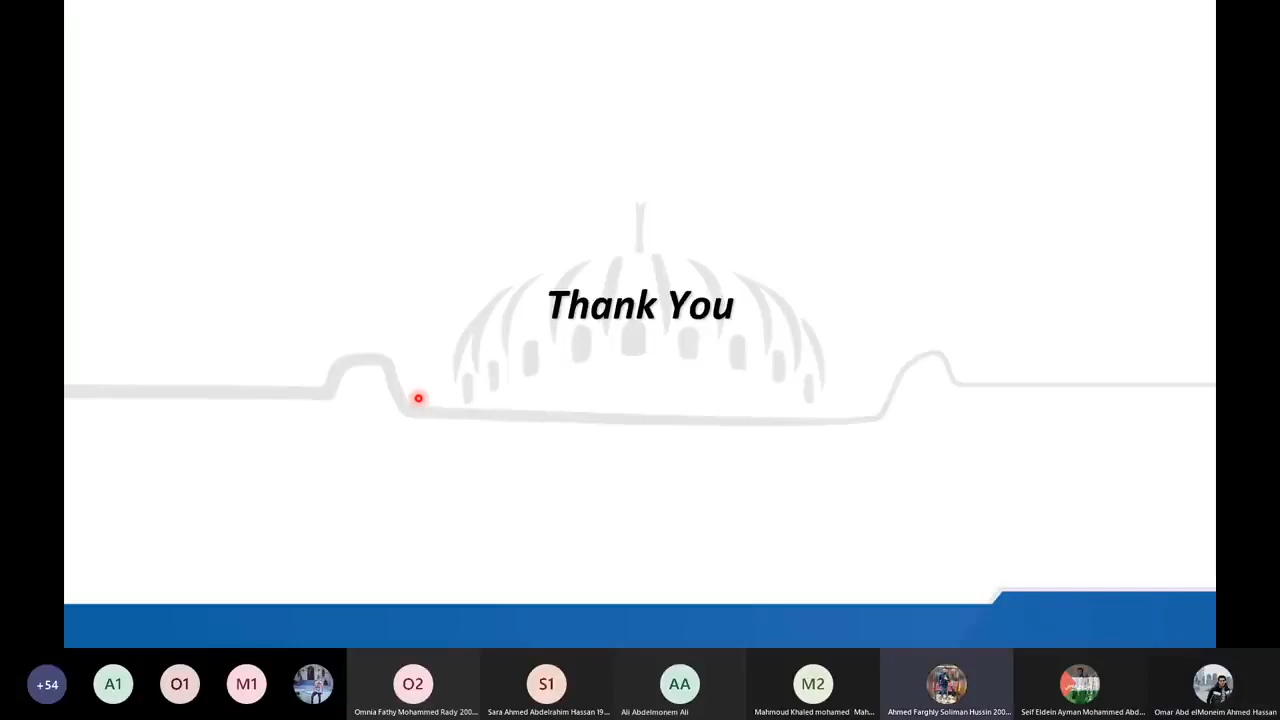 Thank You
+54
A1
O1
M1
O2
S1
AA
M2
Omnia Fathy Mohammed Rady 200...
Sara Ahmed Abdelrahim Hassan 19...
Ali Abdelmonem Ali
Mahmoud Khaled mohamed Mah...
Ahmed Farghly Soliman Hussin 200...
Seif Eldein Ayman Mohammed Abd...
Omar Abd elMoneim Ahmed Hassan